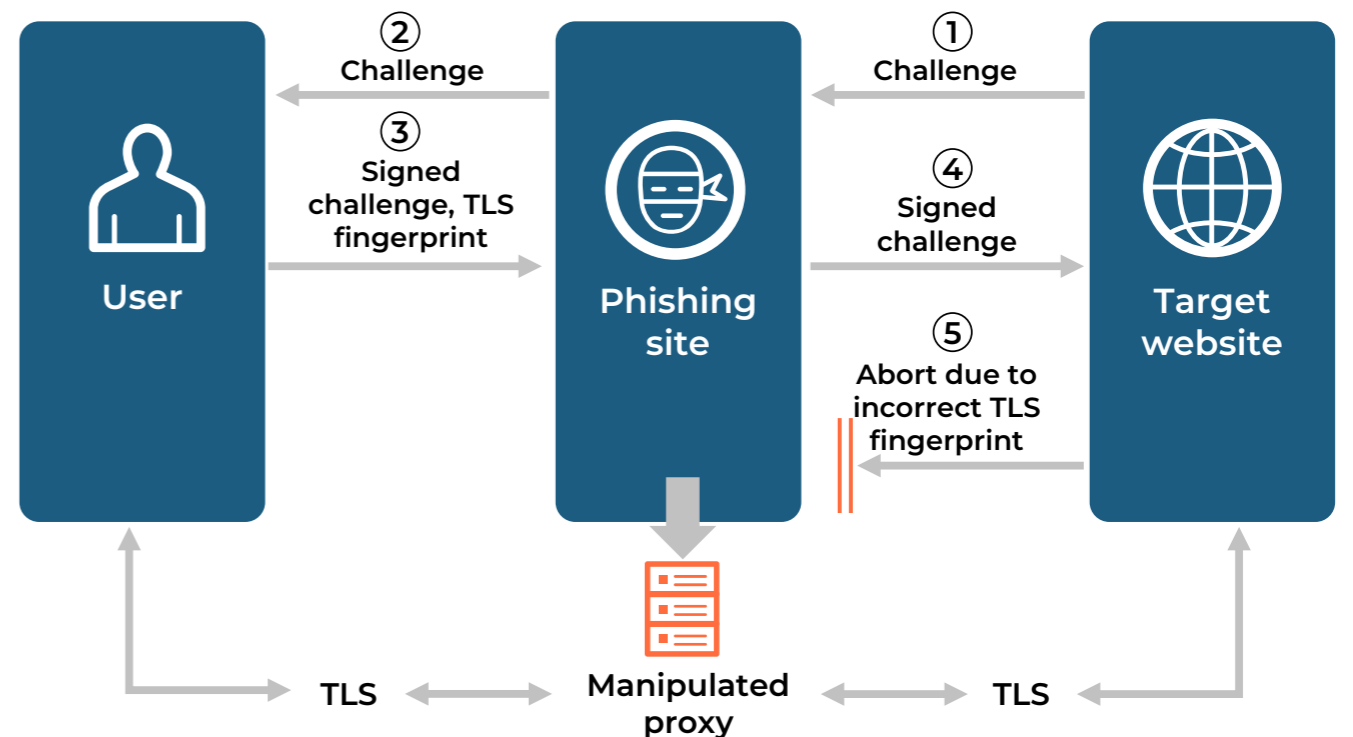 ②
Challenge
①
Challenge
③
Signed
challenge, TLS
fingerprint
④
Signed
challenge
User
Phishing
site
Target
website
⑤
Abort due to
incorrect TLS
fingerprint
TLS
Manipulated
proxy
TLS